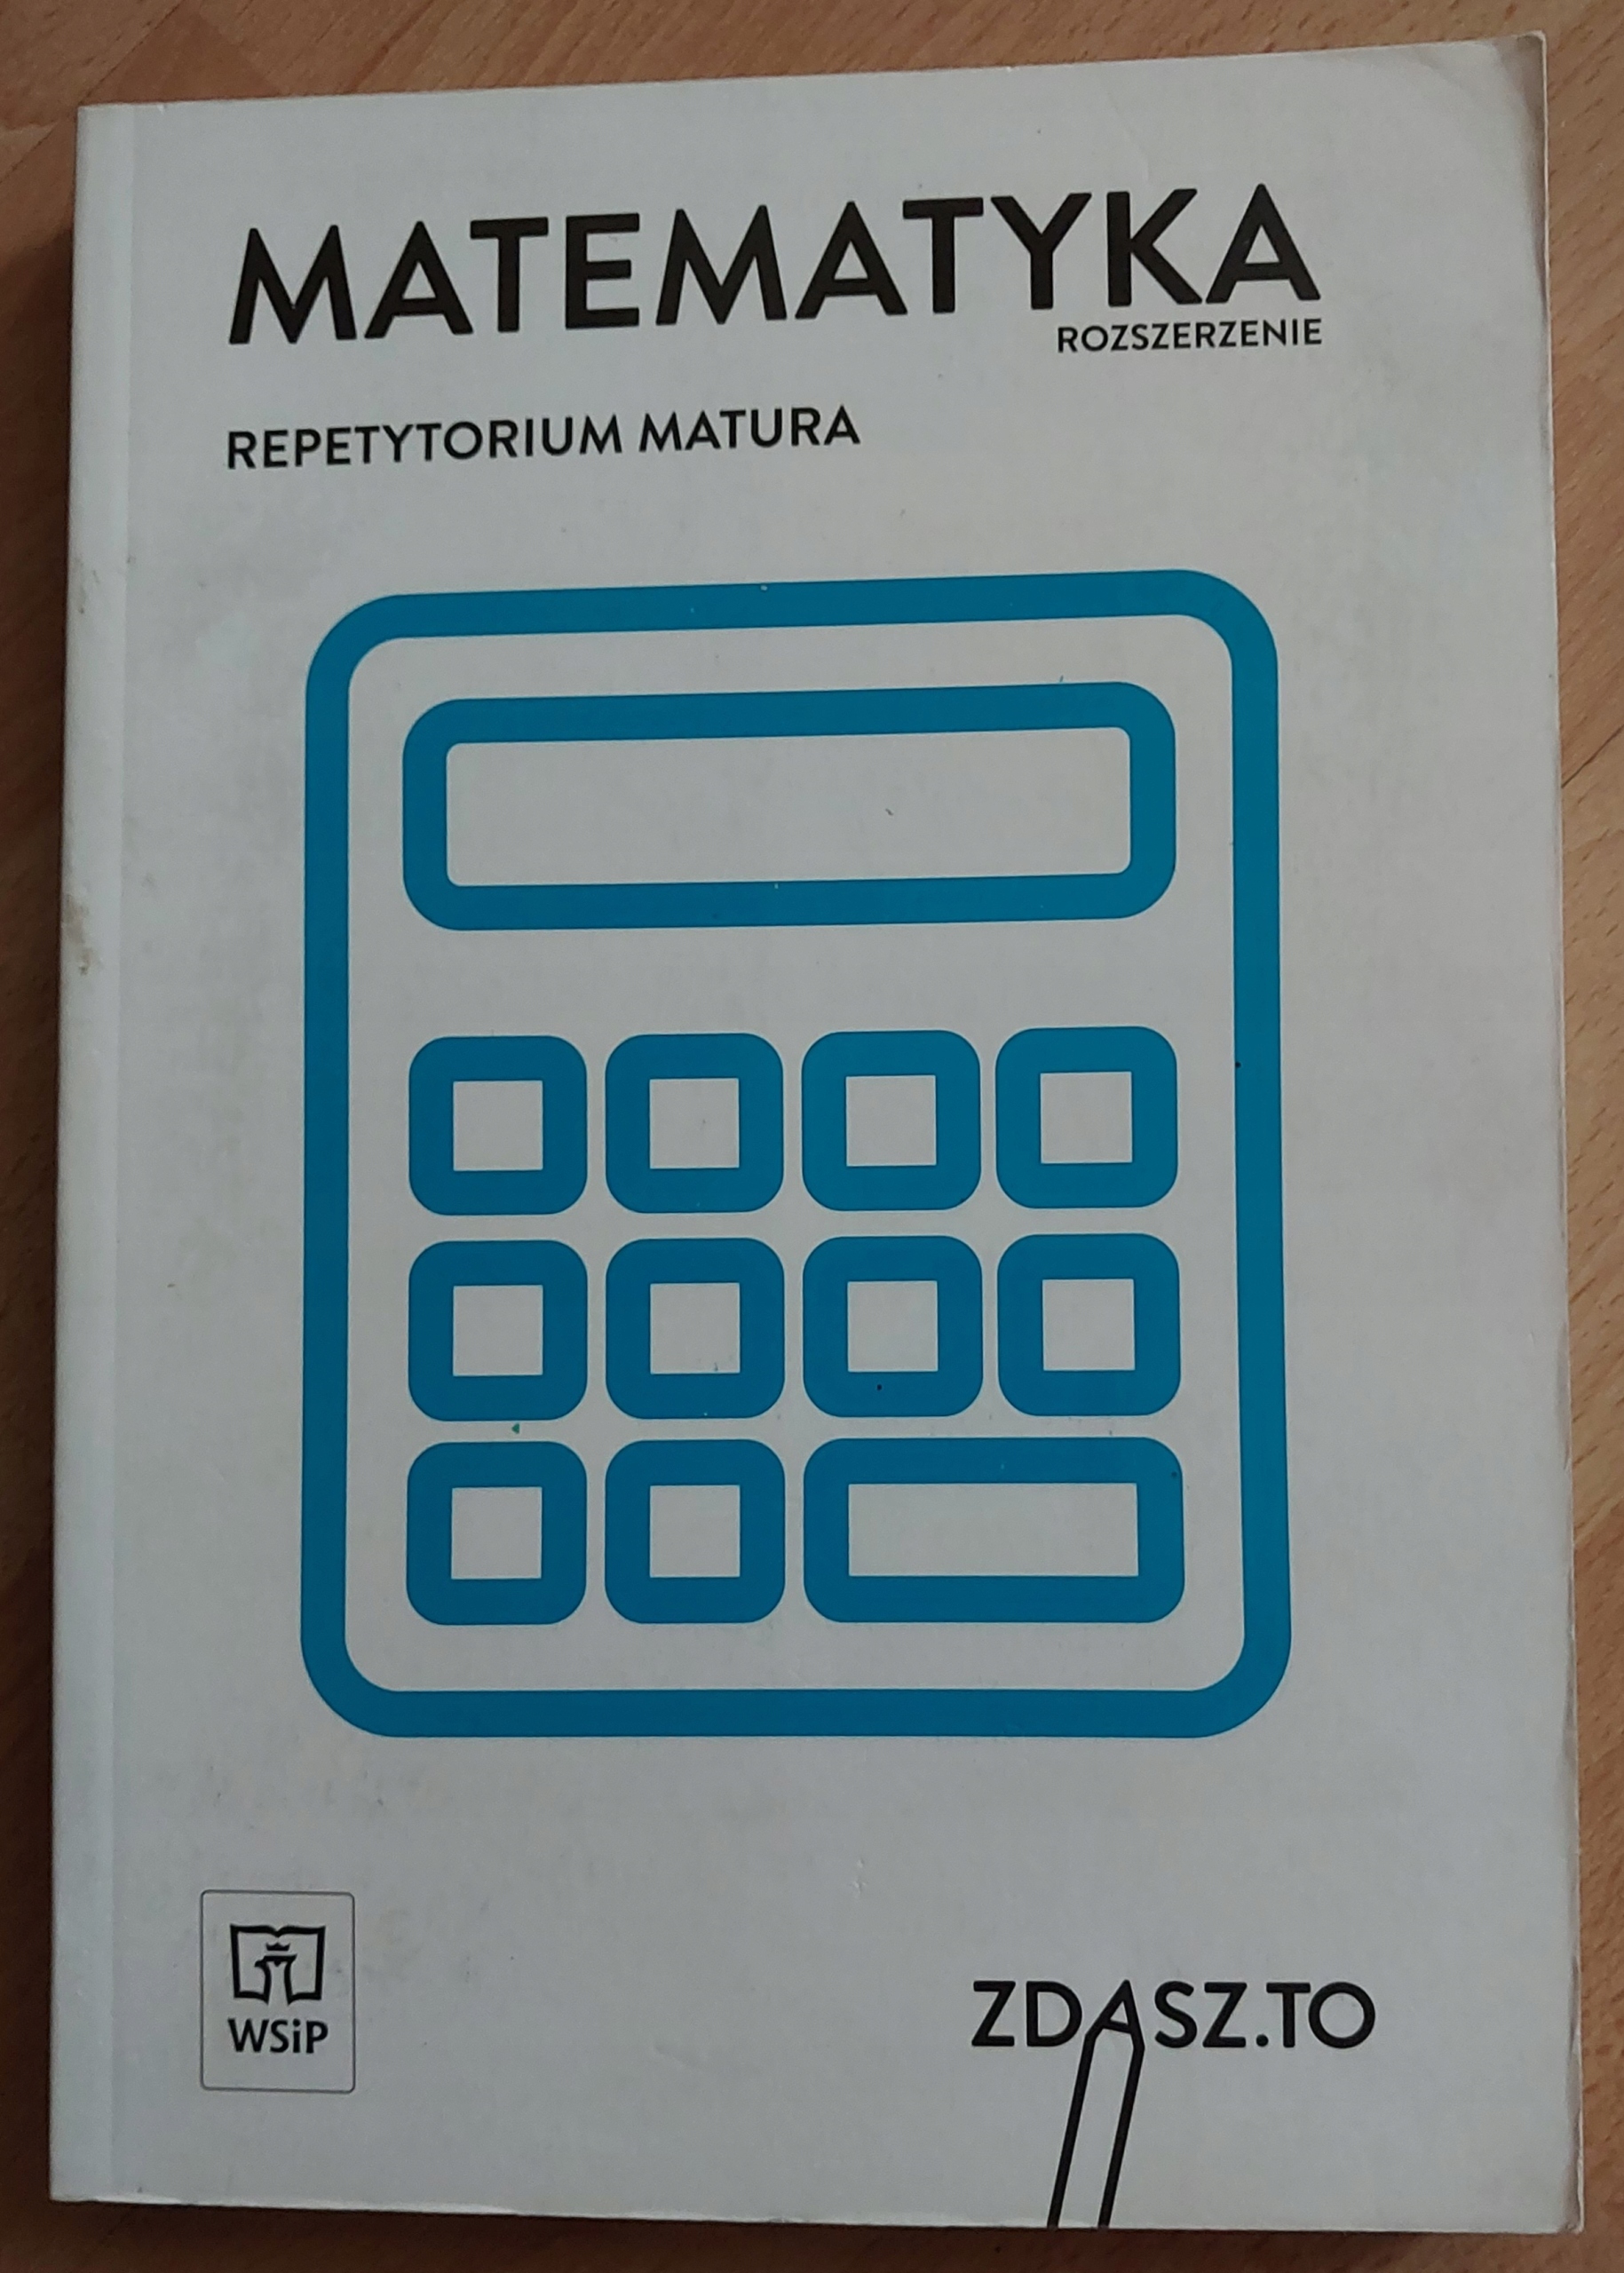 MATEMATYKA
ROZSZERZENIE
REPETYTORIUM MATURA
WSiP
ZDASZ.TO